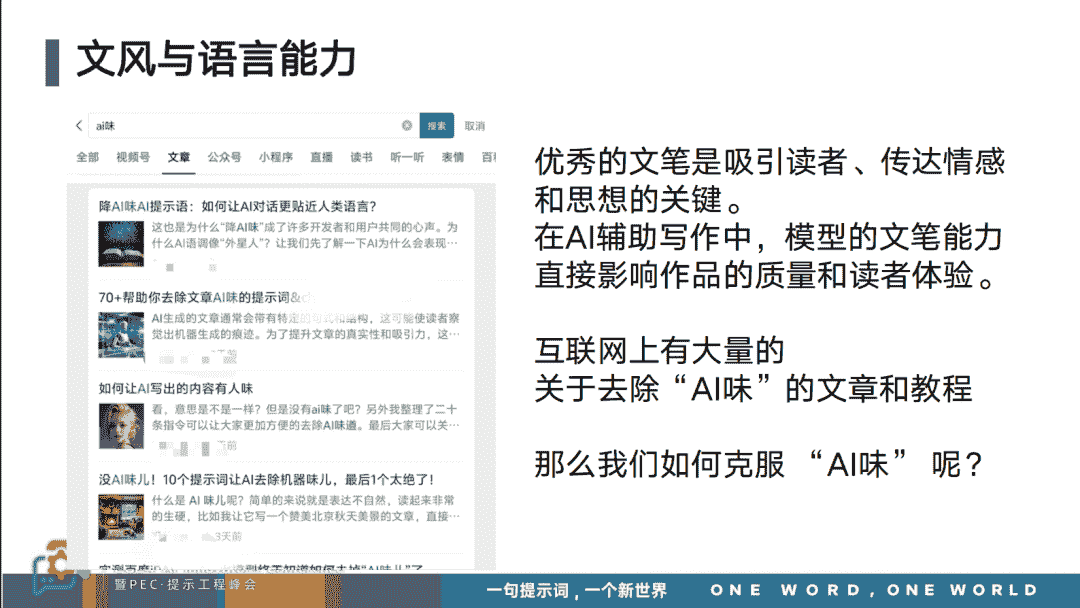 文风与语言能力
ai味
搜索
取消
全部 视频号 文章 公众号 小程序 直播 读书 听一听 表情 百科
降AI味AI提示语：如何让AI对话更贴近人类语言？
这也是为什么“降AI味”成了许多开发者和用户共同的心声。为
什么AI语调像“外星人”？让我们先了解一下AI为什么会表现…
70+帮助你去除文章AI味的提示词&c
AI生成的文章通常会带有特定的句式和结构，这可能使读者察
觉出机器生成的痕迹。为了提升文章的真实性和吸引力，这…
如何让AI写出的内容有人味
看，意思是不是一样？但是没有ai味了吧？另外我整理了二十
条指令可以让大家更加方便的去除AI味道。最后大家可以关…
天前
没AI味儿！10个提示词让AI去除机器味儿，最后1个太绝了！
什么是 AI 味儿呢？简单的来说就是表达不自然，读起来非常
的生硬，比如我让它写一个赞美北京秋天美景的文章，直接…
3天前
优秀的文笔是吸引读者、传达情感
和思想的关键。
在AI辅助写作中，模型的文笔能力
直接影响作品的质量和读者体验。
互联网上有大量的
关于去除“AI味”的文章和教程
那么我们如何克服 “AI味” 呢？
暨PEC·提示工程峰会
一句提示词，一个新世界
ONE WORD, ONE WORLD